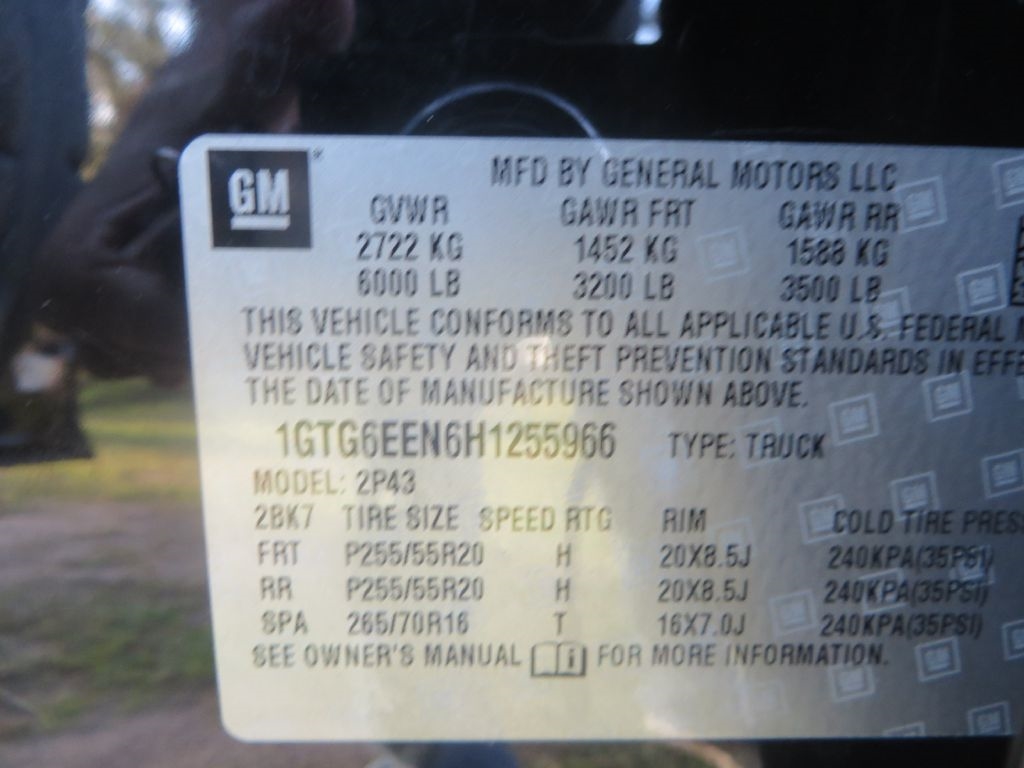 GM
MFD BY GENERAL MOTORS LLC
GVWR GAWR FRT GAWR RR
2722 KG 1452 KG 1588 KG
6000 LB 3200 LB 3500 LB
THIS VEHICLE CONFORMS TO ALL APPLICABLE U.S. FEDERAL M
VEHICLE SAFETY AND THEFT PREVENTION STANDARDS IN EFFE
THE DATE OF MANUFACTURE SHOWN ABOVE.
1GTG6EEN6H1255966 TYPE: TRUCK
MODEL: 2P43
2BK7 TIRE SIZE SPEED RTG RIM COLD TIRE PRESS
FRT P255/55R20 H 20X8.5J 240KPA(35PSI)
RR P255/55R20 H 20X8.5J 240KPA(35PSI)
SPA 265/70R16 T 16X7.0J 240KPA(35PSI)
SEE OWNER'S MANUAL FOR MORE INFORMATION.